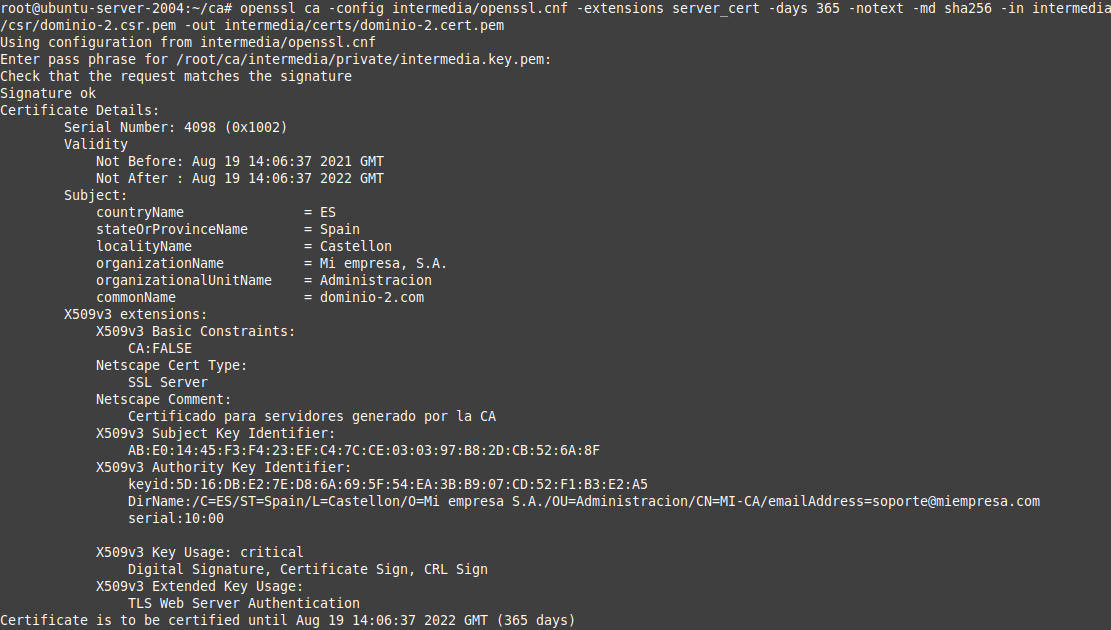 root@ubuntu-server-2004:~/ca# openssl ca -config intermedia/openssl.cnf -extensions server_cert -days 365 -notext -md sha256 -in intermedia
/csr/dominio-2.csr.pem -out intermedia/certs/dominio-2.cert.pem
Using configuration from intermedia/openssl.cnf
Enter pass phrase for /root/ca/intermedia/private/intermedia.key.pem:
Check that the request matches the signature
Signature ok
Certificate Details:
        Serial Number: 4098 (0x1002)
        Validity
            Not Before: Aug 19 14:06:37 2021 GMT
            Not After : Aug 19 14:06:37 2022 GMT
        Subject:
            countryName               = ES
            stateOrProvinceName       = Spain
            localityName              = Castellon
            organizationName          = Mi empresa, S.A.
            organizationalUnitName    = Administracion
            commonName                = dominio-2.com
        X509v3 extensions:
            X509v3 Basic Constraints:
                CA:FALSE
            Netscape Cert Type:
                SSL Server
            Netscape Comment:
                Certificado para servidores generado por la CA
            X509v3 Subject Key Identifier:
                AB:E0:14:45:F3:F4:23:EF:C4:7C:CE:03:03:97:B8:2D:CB:52:6A:8F
            X509v3 Authority Key Identifier:
                keyid:5D:16:DB:E2:7E:D8:6A:69:5F:54:EA:3B:B9:07:CD:52:F1:B3:E2:A5
                DirName:/C=ES/ST=Spain/L=Castellon/O=Mi empresa S.A./OU=Administracion/CN=MI-CA/emailAddress=soporte@miempresa.com
                serial:10:00

            X509v3 Key Usage: critical
                Digital Signature, Certificate Sign, CRL Sign
            X509v3 Extended Key Usage:
                TLS Web Server Authentication
Certificate is to be certified until Aug 19 14:06:37 2022 GMT (365 days)